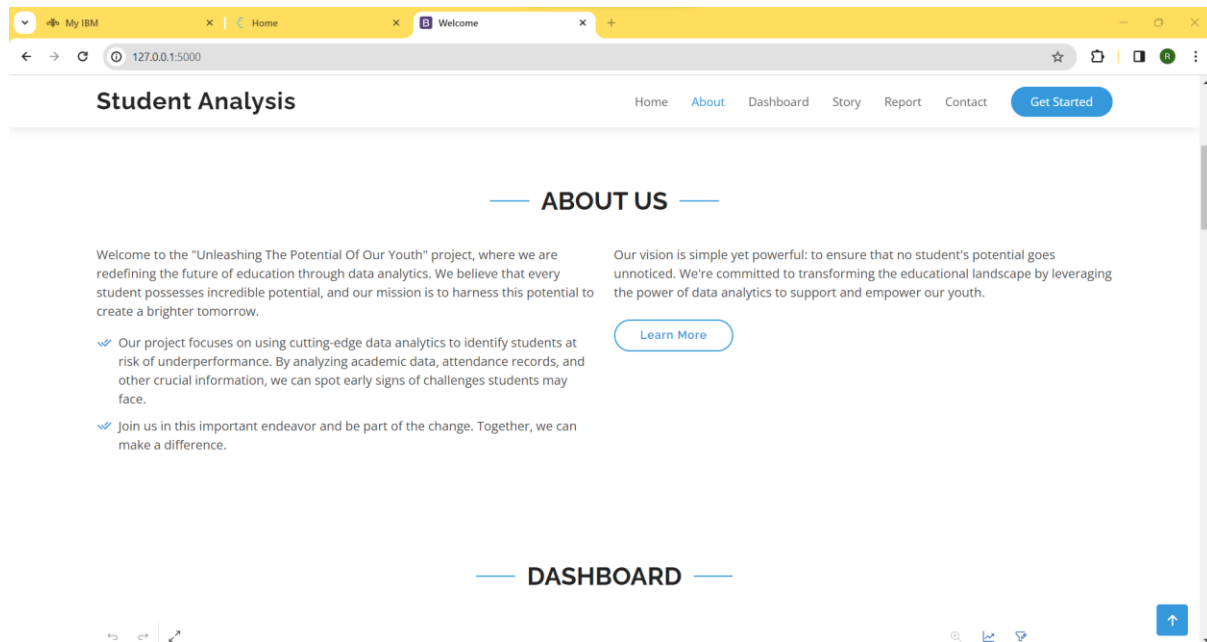 My IBM
Home
Welcome
127.0.0.1:5000
R
Student Analysis
Home About Dashboard Story Report Contact Get Started
ABOUT US
Welcome to the "Unleashing The Potential Of Our Youth" project, where we are
redefining the future of education through data analytics. We believe that every
student possesses incredible potential, and our mission is to harness this potential to
create a brighter tomorrow.
Our project focuses on using cutting-edge data analytics to identify students at
risk of underperformance. By analyzing academic data, attendance records, and
other crucial information, we can spot early signs of challenges students may
face.
Join us in this important endeavor and be part of the change. Together, we can
make a difference.
Our vision is simple yet powerful: to ensure that no student's potential goes
unnoticed. We're committed to transforming the educational landscape by leveraging
the power of data analytics to support and empower our youth.
Learn More
DASHBOARD